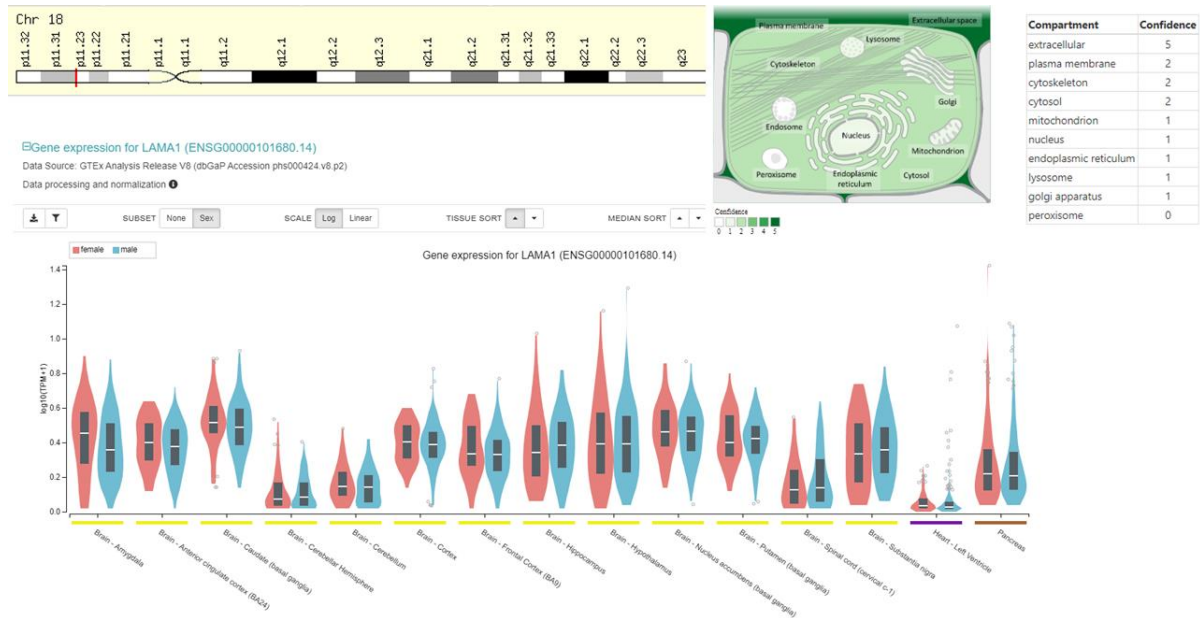 Chr 18
p11.32
p11.31
p11.23
p11.22
p11.21
p11.1
q11.1
q11.2
q12.1
q12.2
q12.3
q21.1
q21.2
q21.31
q21.32
q21.33
q22.1
q22.2
q22.3
q23
Plasma membrane
Extracellular space
Lysosome
Cytoskeleton
Golgi
Endosome
Nucleus
Mitochondrion
Peroxisome
Endoplasmic reticulum
Cytosol
Confidence
0 1 2 3 4 5
Compartment Confidence
extracellular 5
plasma membrane 2
cytoskeleton 2
cytosol 2
mitochondrion 1
nucleus 1
endoplasmic reticulum 1
lysosome 1
golgi apparatus 1
peroxisome 0
Gene expression for LAMA1 (ENSG00000101680.14)
Data Source: GTEx Analysis Release V8 (dbGaP Accession phs000424.v8.p2)
Data processing and normalization
SUBSET None Sex SCALE Log Linear TISSUE SORT MEDIAN SORT
female male
Gene expression for LAMA1 (ENSG00000101680.14)
log10(TPM+1)
1.4
1.2
1.0
0.8
0.6
0.4
0.2
0.0
Brain - Amygdala
Brain - Anterior cingulate cortex (BA24)
Brain - Caudate (basal ganglia)
Brain - Cerebellar Hemisphere
Brain - Cerebellum
Brain - Cortex
Brain - Frontal Cortex (BA9)
Brain - Hippocampus
Brain - Hypothalamus
Brain - Nucleus accumbens (basal ganglia)
Brain - Putamen (basal ganglia)
Brain - Spinal cord (cervical c-1)
Brain - Substantia nigra
Heart - Left Ventricle
Pancreas